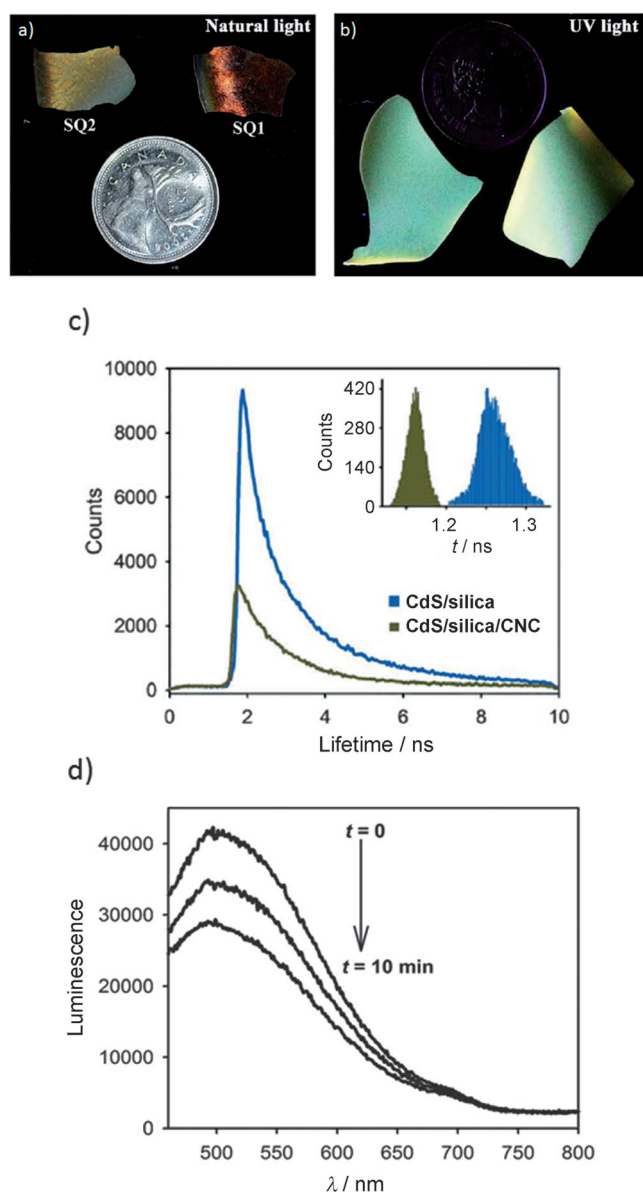 a)
Natural light
SQ2
SQ1
CANADA
b)
UV light
c)
10000
8000
6000
4000
2000
0
Counts
0 2 4 6 8 10
Lifetime / ns
420
280
140
0
Counts
1.2 1.3
t / ns
CdS/silica
CdS/silica/CNC
d)
40000
30000
20000
10000
0
Luminescence
t = 0
t = 10 min
500 550 600 650 700 750 800
λ / nm